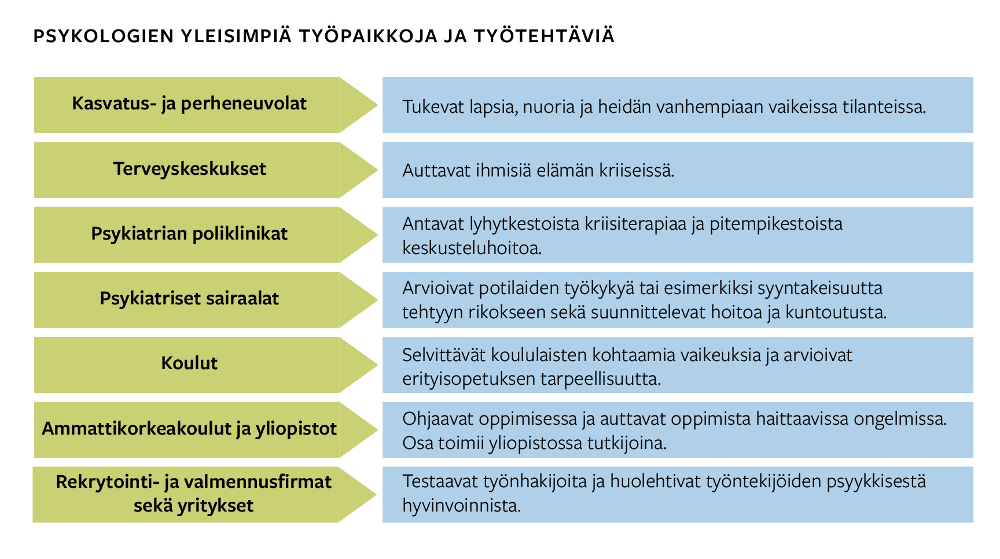 PSYKOLOGIEN YLEISIMPIÄ TYÖPAIKKOJA JA TYÖTEHTÄVIÄ
Kasvatus- ja perheneuvolat
Tukevat lapsia, nuoria ja heidän vanhempiaan vaikeissa tilanteissa.
Terveyskeskukset
Auttavat ihmisiä elämän kriiseissä.
Psykiatrian poliklinikat
Antavat lyhytkestoista kriisiterapiaa ja pitempikestoista
keskusteluhoitoa.
Psykiatriset sairaalat
Arvioivat potilaiden työkykyä tai esimerkiksi syyntakeisuutta
tehtyyn rikokseen sekä suunnittelevat hoitoa ja kuntoutusta.
Koulut
Selvittävät koululaisten kohtaamia vaikeuksia ja arvioivat
erityisopetuksen tarpeellisuutta.
Ammattikorkeakoulut ja yliopistot
Ohjaavat oppimisessa ja auttavat oppimista haittaavissa ongelmissa.
Osa toimii yliopistossa tutkijoina.
Rekrytointi- ja valmennusfirmat
sekä yritykset
Testaavat työnhakijoita ja huolehtivat työntekijöiden psyykkisestä
hyvinvoinnista.